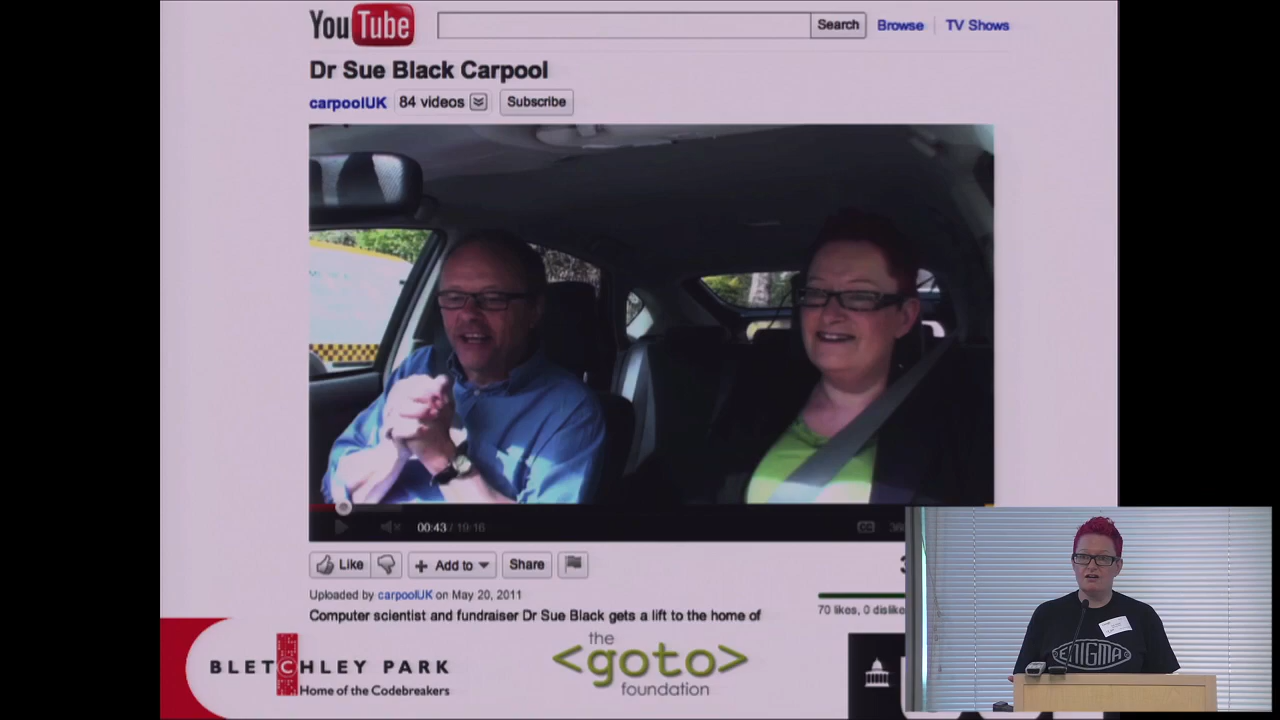 YouTube Search Browse TV Shows
Dr Sue Black Carpool
carpoolUK 84 videos Subscribe
00:43 / 19:16
Like Add to Share
Uploaded by carpoolUK on May 20, 2011
70 likes, 0 dislike
Computer scientist and fundraiser Dr Sue Black gets a lift to the home of
BLETCHLEY PARK
Home of the Codebreakers
the
<goto>
foundation
ENIGMA